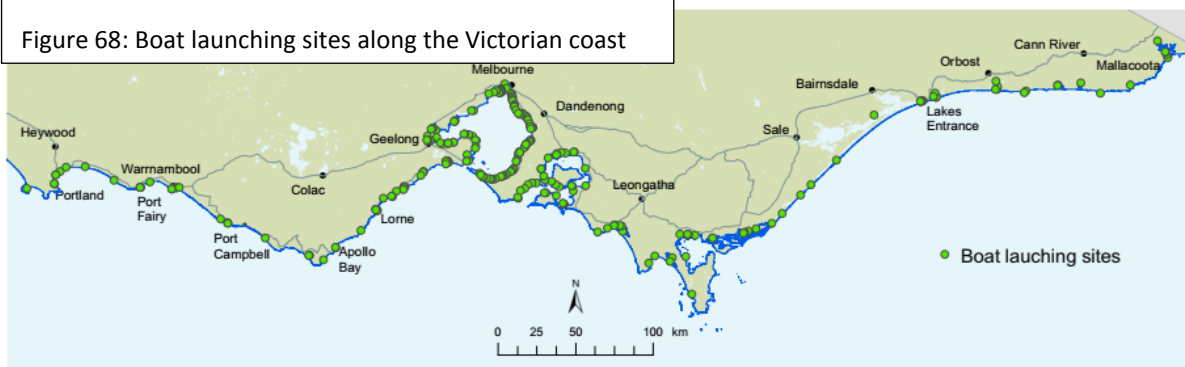 Figure 68: Boat launching sites along the Victorian coast
Cann River
Orbost
Mallacoota
Melbourne
Bairnsdale
Dandenong
Lakes
Entrance
Heywood
Geelong
Sale
Warrnambool
Colac
Leongatha
Portland
Port
Fairy
Lorne
Port
Campbell
Apollo
Bay
Boat lauching sites
N
0 25 50 100 km